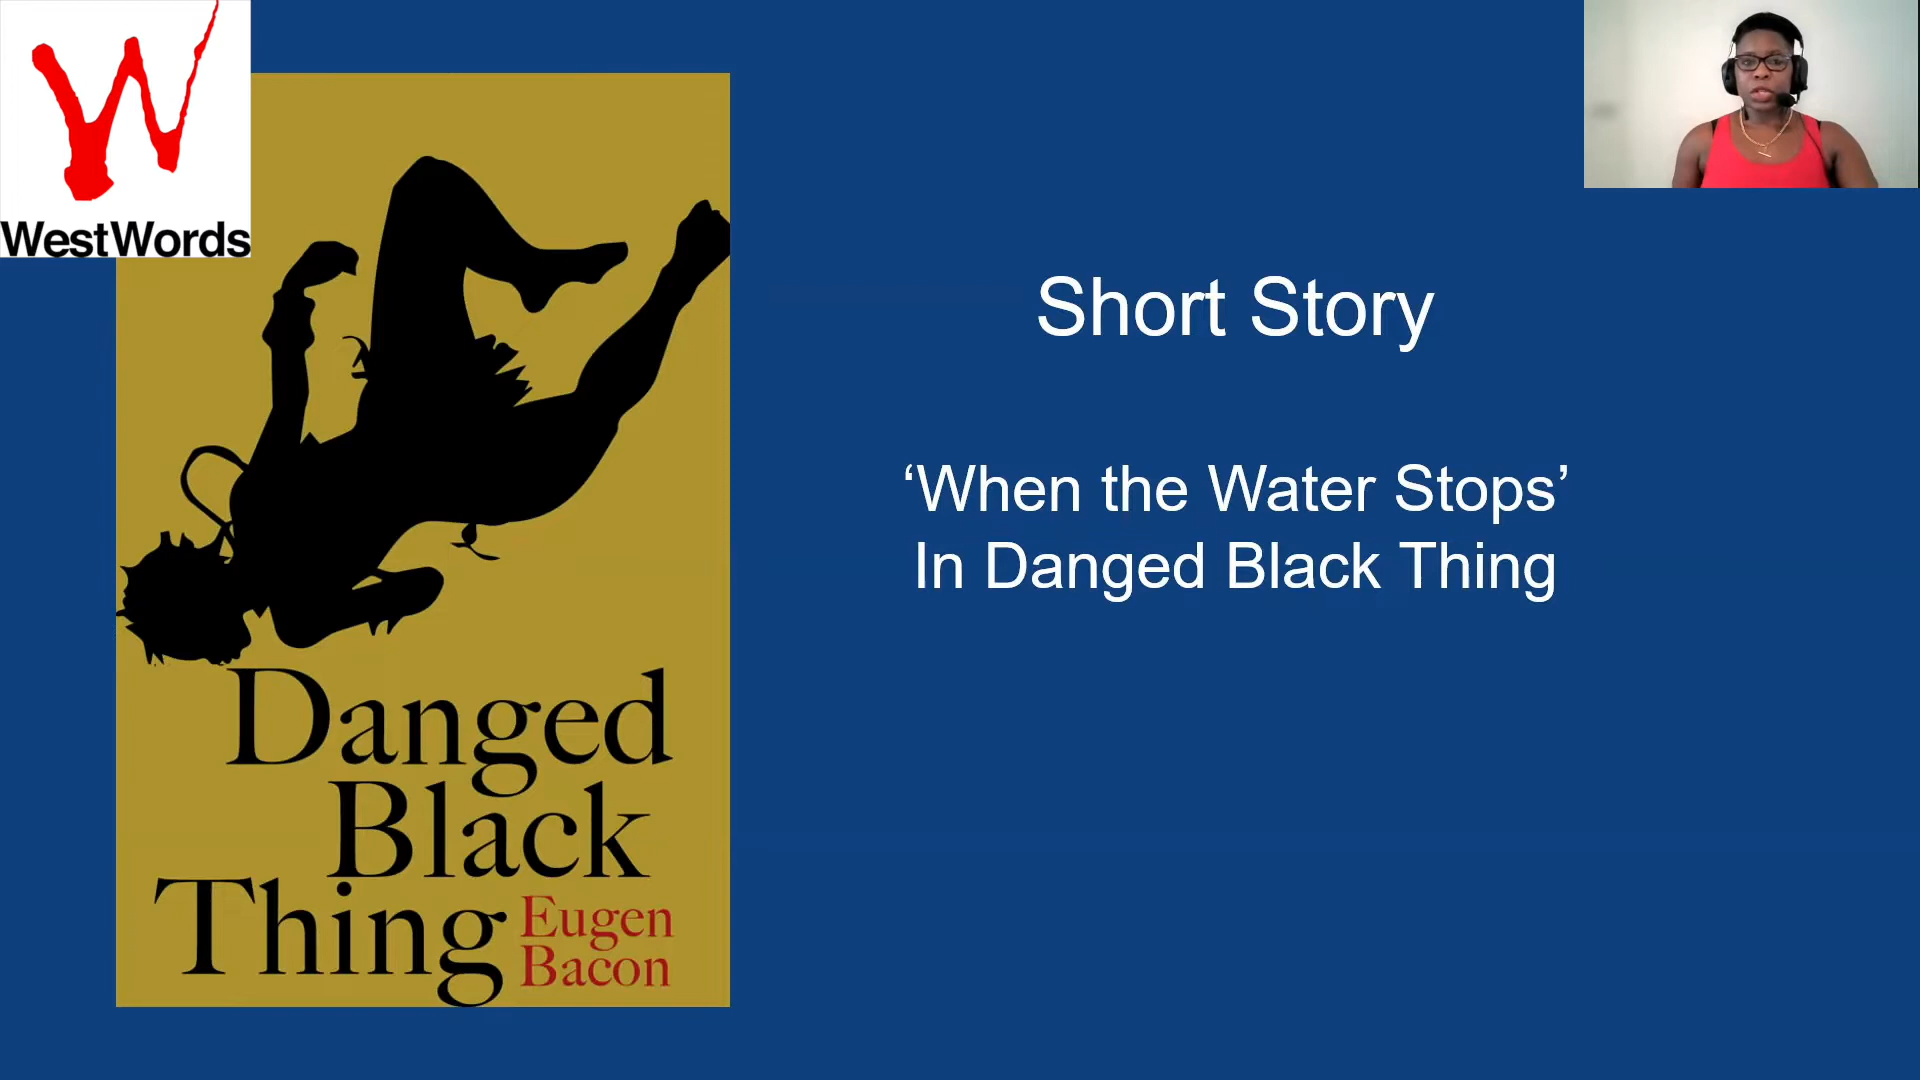 WestWords
Danged
Black
Thing
Eugen
Bacon
Short Story
‘When the Water Stops’
In Danged Black Thing